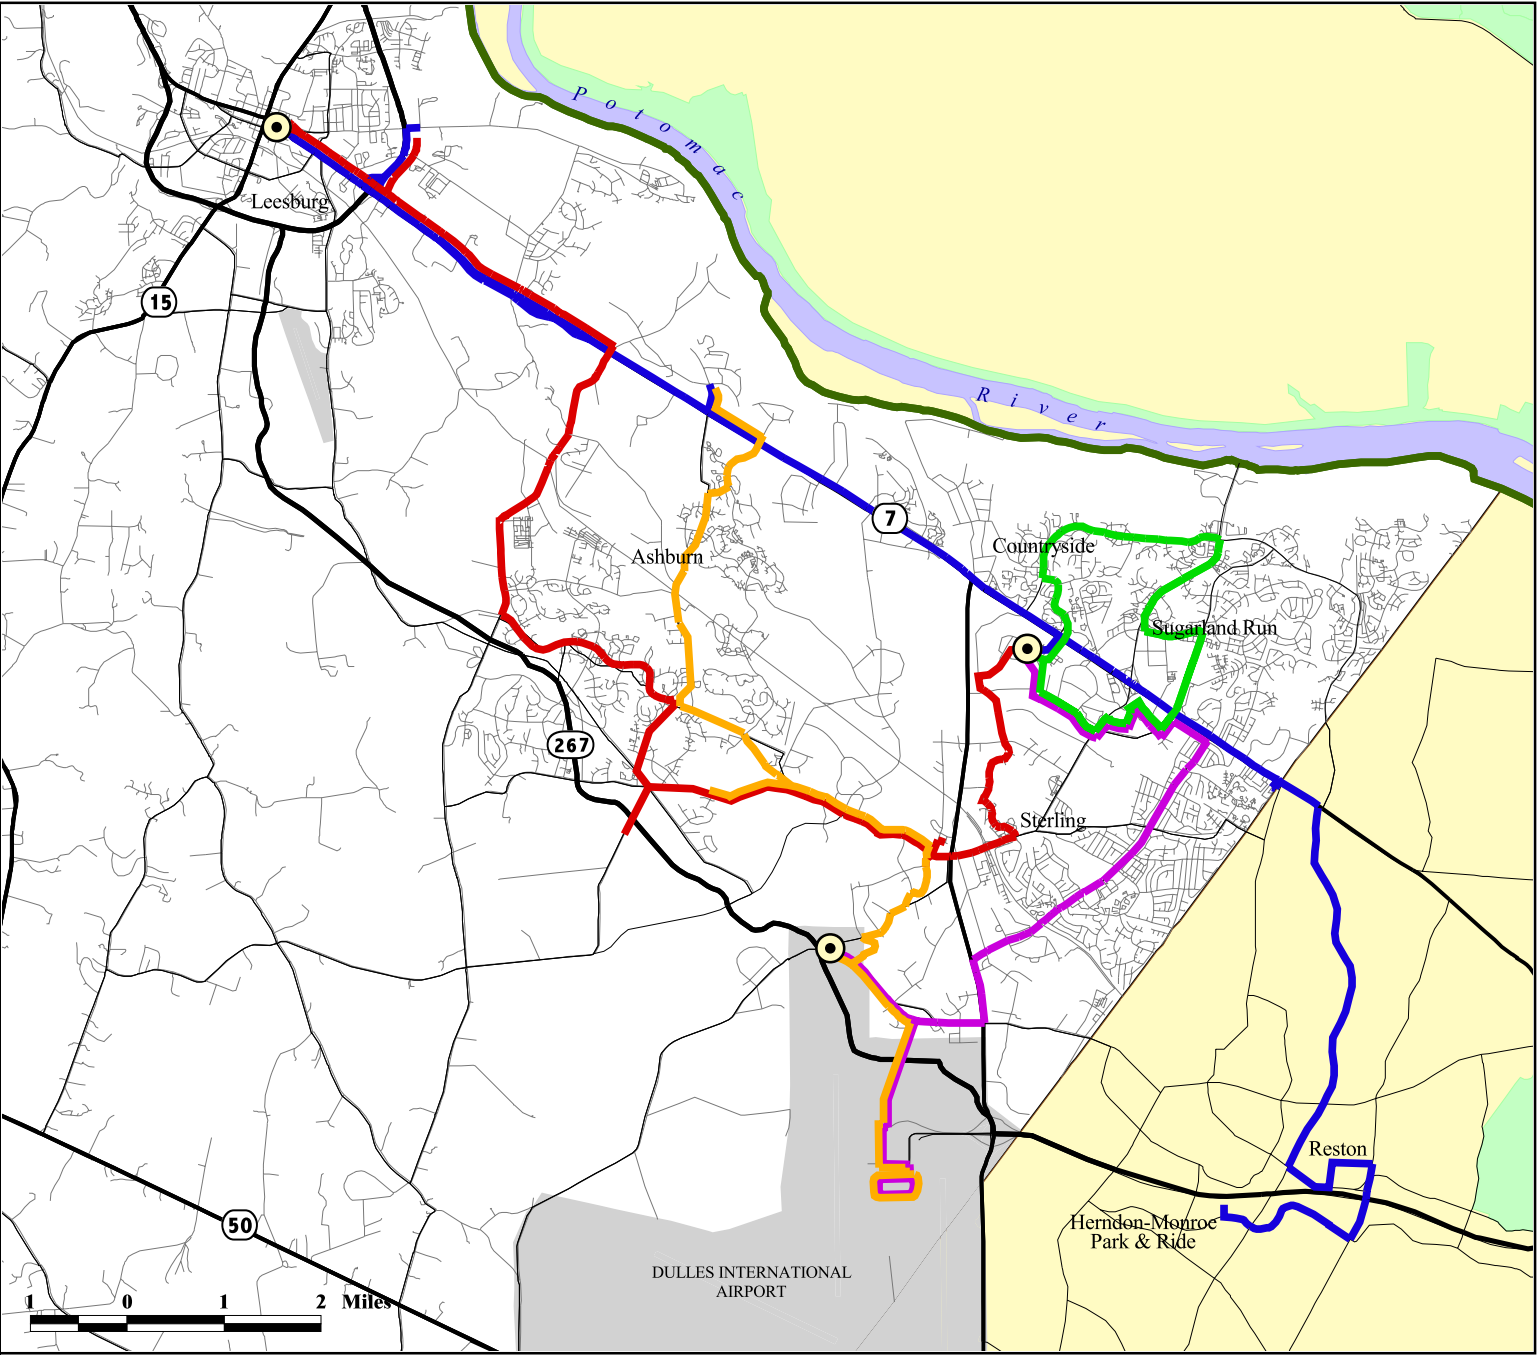 Potomac
Leesburg
15
River
7
Countryside
Ashburn
Sugarland Run
267
Sterling
Reston
50
Herndon-Monroe
Park & Ride
DULLES INTERNATIONAL
AIRPORT
1 0 1 2 Miles